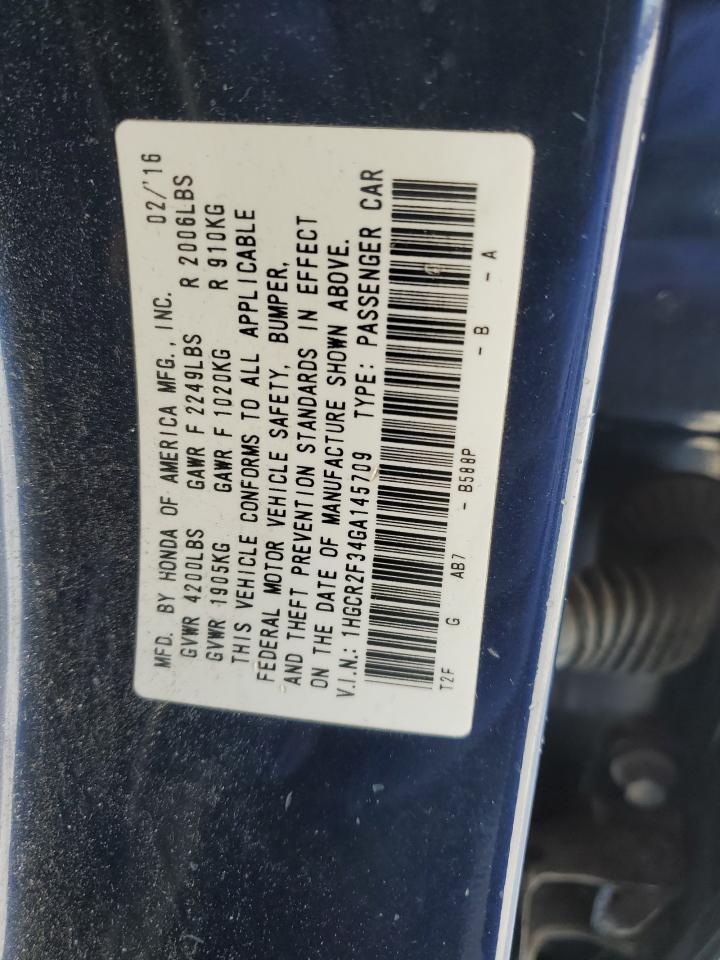 MFD. BY HONDA OF AMERICA MFG., INC. 02/'16
GVWR 4200LBS GAWR F 2249LBS R 2006LBS
GVWR 1905KG GAWR F 1020KG R 910KG
THIS VEHICLE CONFORMS TO ALL APPLICABLE
FEDERAL MOTOR VEHICLE SAFETY, BUMPER,
AND THEFT PREVENTION STANDARDS IN EFFECT
ON THE DATE OF MANUFACTURE SHOWN ABOVE.
V.I.N.: 1HGCR2F34GA145709 TYPE: PASSENGER CAR
T2F G AB7 - B588P - B - A